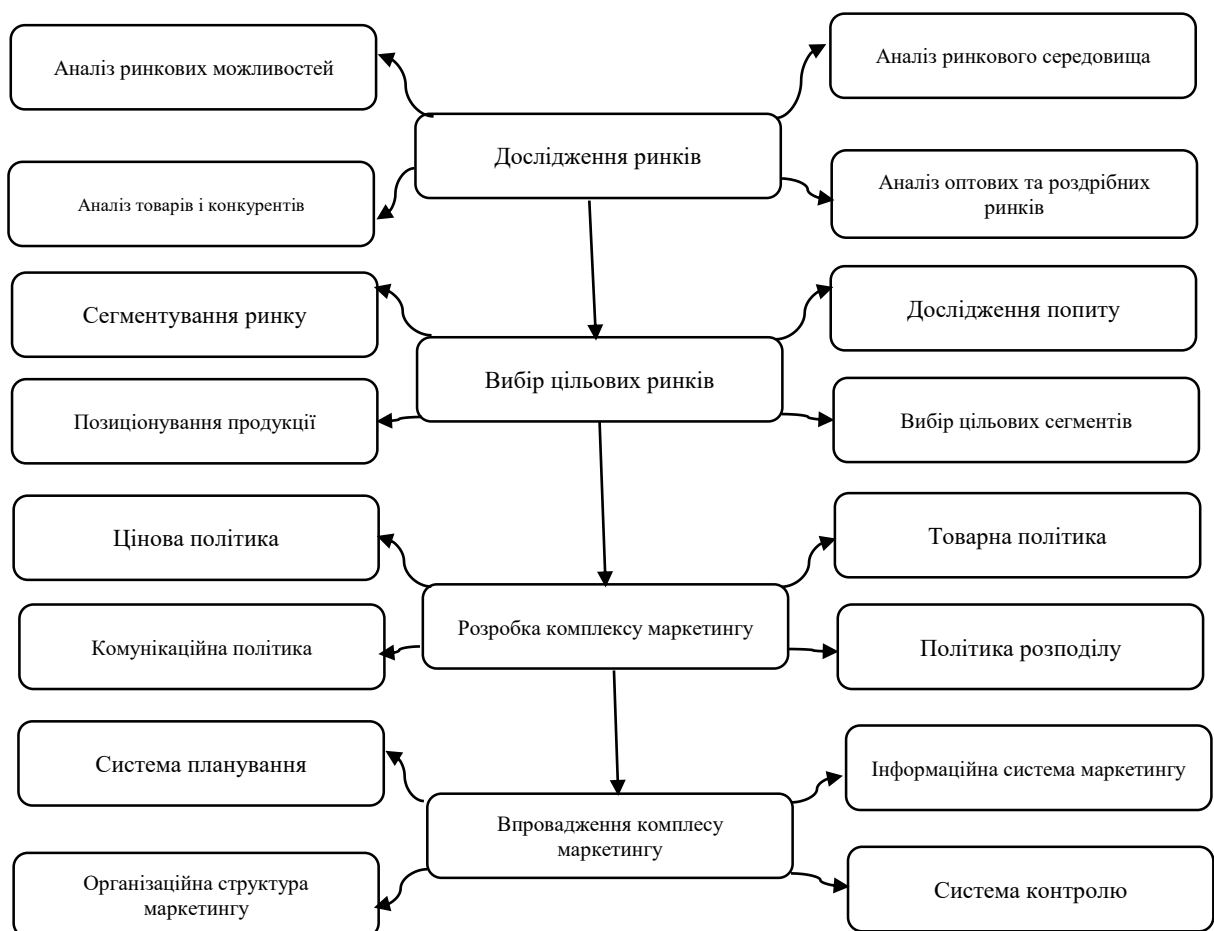 Аналіз ринкових можливостей
Аналіз ринкового середовища
Дослідження ринків
Аналіз товарів і конкурентів
Аналіз оптових та роздрібних
ринків
Сегментування ринку
Дослідження попиту
Вибір цільових ринків
Позиціонування продукції
Вибір цільових сегментів
Цінова політика
Товарна політика
Розробка комплексу маркетингу
Комунікаційна політика
Політика розподілу
Система планування
Інформаційна система маркетингу
Впровадження комплесу
маркетингу
Організаційна структура
маркетингу
Система контролю